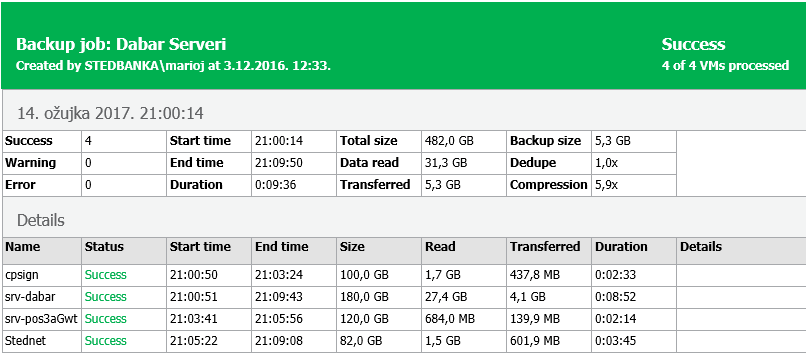 Backup job: Dabar Serveri Success
Created by STEDBANKA\marioj at 3.12.2016. 12:33. 4 of 4 VMs processed
14. ožujka 2017. 21:00:14
Success 4 Start time 21:00:14 Total size 482,0 GB Backup size 5,3 GB
Warning 0 End time 21:09:50 Data read 31,3 GB Dedupe 1,0x
Error 0 Duration 0:09:36 Transferred 5,3 GB Compression 5,9x
Details
Name Status Start time End time Size Read Transferred Duration Details
cpsign Success 21:00:50 21:03:24 100,0 GB 1,7 GB 437,8 MB 0:02:33
srv-dabar Success 21:00:51 21:09:43 180,0 GB 27,4 GB 4,1 GB 0:08:52
srv-pos3aGwt Success 21:03:41 21:05:56 120,0 GB 684,0 MB 139,9 MB 0:02:14
Stednet Success 21:05:22 21:09:08 82,0 GB 1,5 GB 601,9 MB 0:03:45